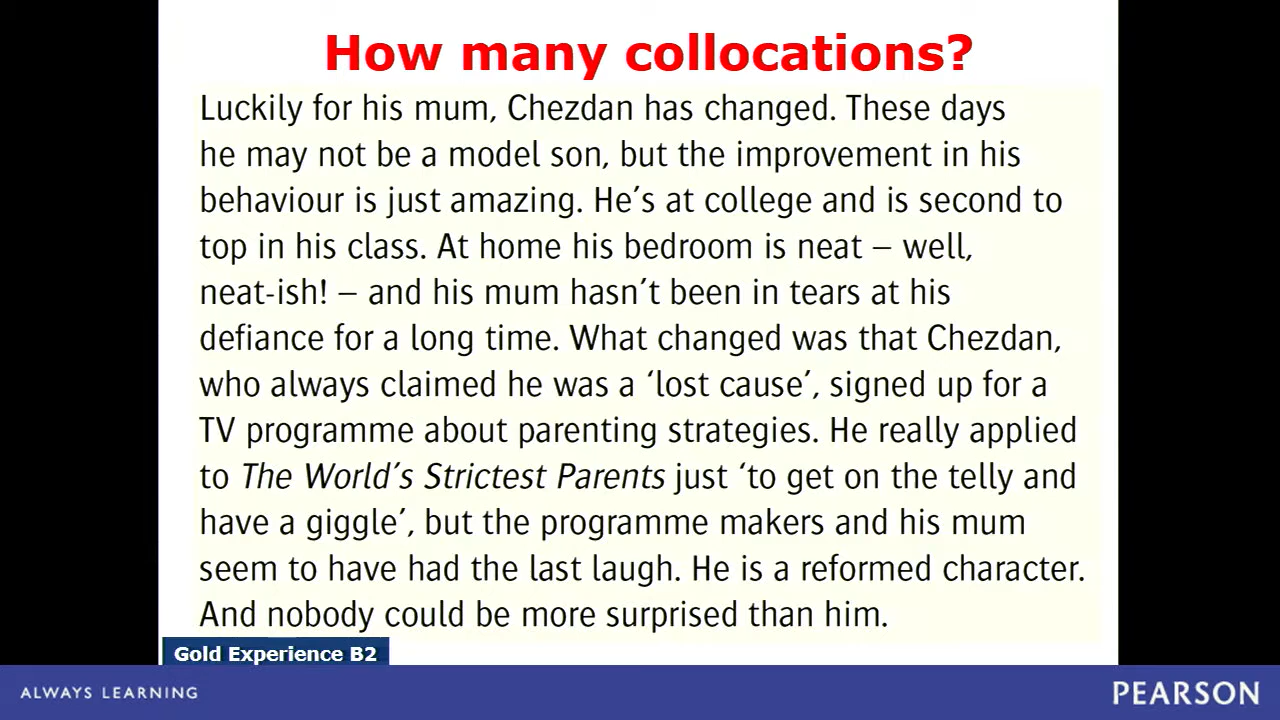 How many collocations?
Luckily for his mum, Chezdan has changed. These days
he may not be a model son, but the improvement in his
behaviour is just amazing. He’s at college and is second to
top in his class. At home his bedroom is neat – well,
neat-ish! – and his mum hasn’t been in tears at his
defiance for a long time. What changed was that Chezdan,
who always claimed he was a ‘lost cause’, signed up for a
TV programme about parenting strategies. He really applied
to The World’s Strictest Parents just ‘to get on the telly and
have a giggle’, but the programme makers and his mum
seem to have had the last laugh. He is a reformed character.
And nobody could be more surprised than him.
Gold Experience B2
ALWAYS LEARNING
PEARSON